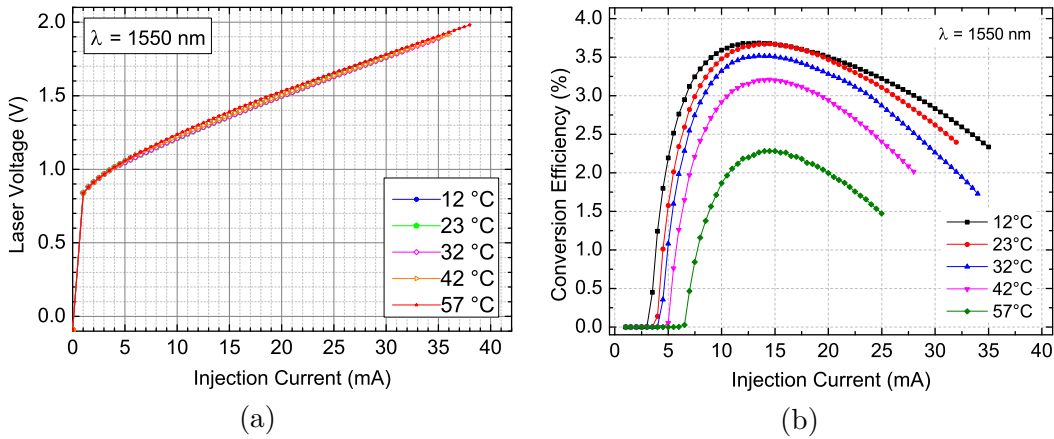 λ = 1550 nm
Laser Voltage (V)
2.0
1.5
1.0
0.5
0.0
12 °C
23 °C
32 °C
42 °C
57 °C
0 5 10 15 20 25 30 35 40
Injection Current (mA)
(a)
λ = 1550 nm
Conversion Efficiency (%)
4.0
3.5
3.0
2.5
2.0
1.5
1.0
0.5
0.0
12°C
23°C
32°C
42°C
57°C
0 5 10 15 20 25 30 35 40
Injection Current (mA)
(b)